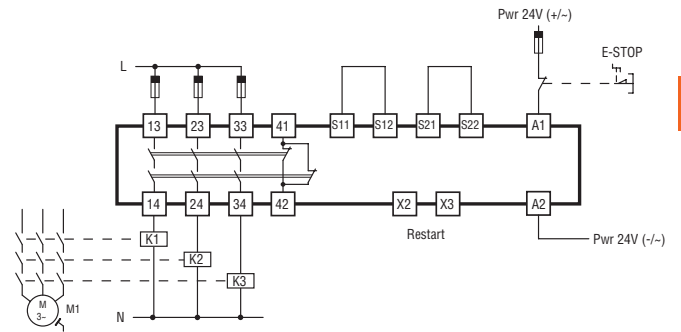 Pwr 24V (+/~)
E-STOP
L
13 23 33 41 S11 S12 S21 S22 A1
14 24 34 42 X2 X3 A2
Restart
Pwr 24V (-/~)
K1
K2
K3
M
3~
M1
N